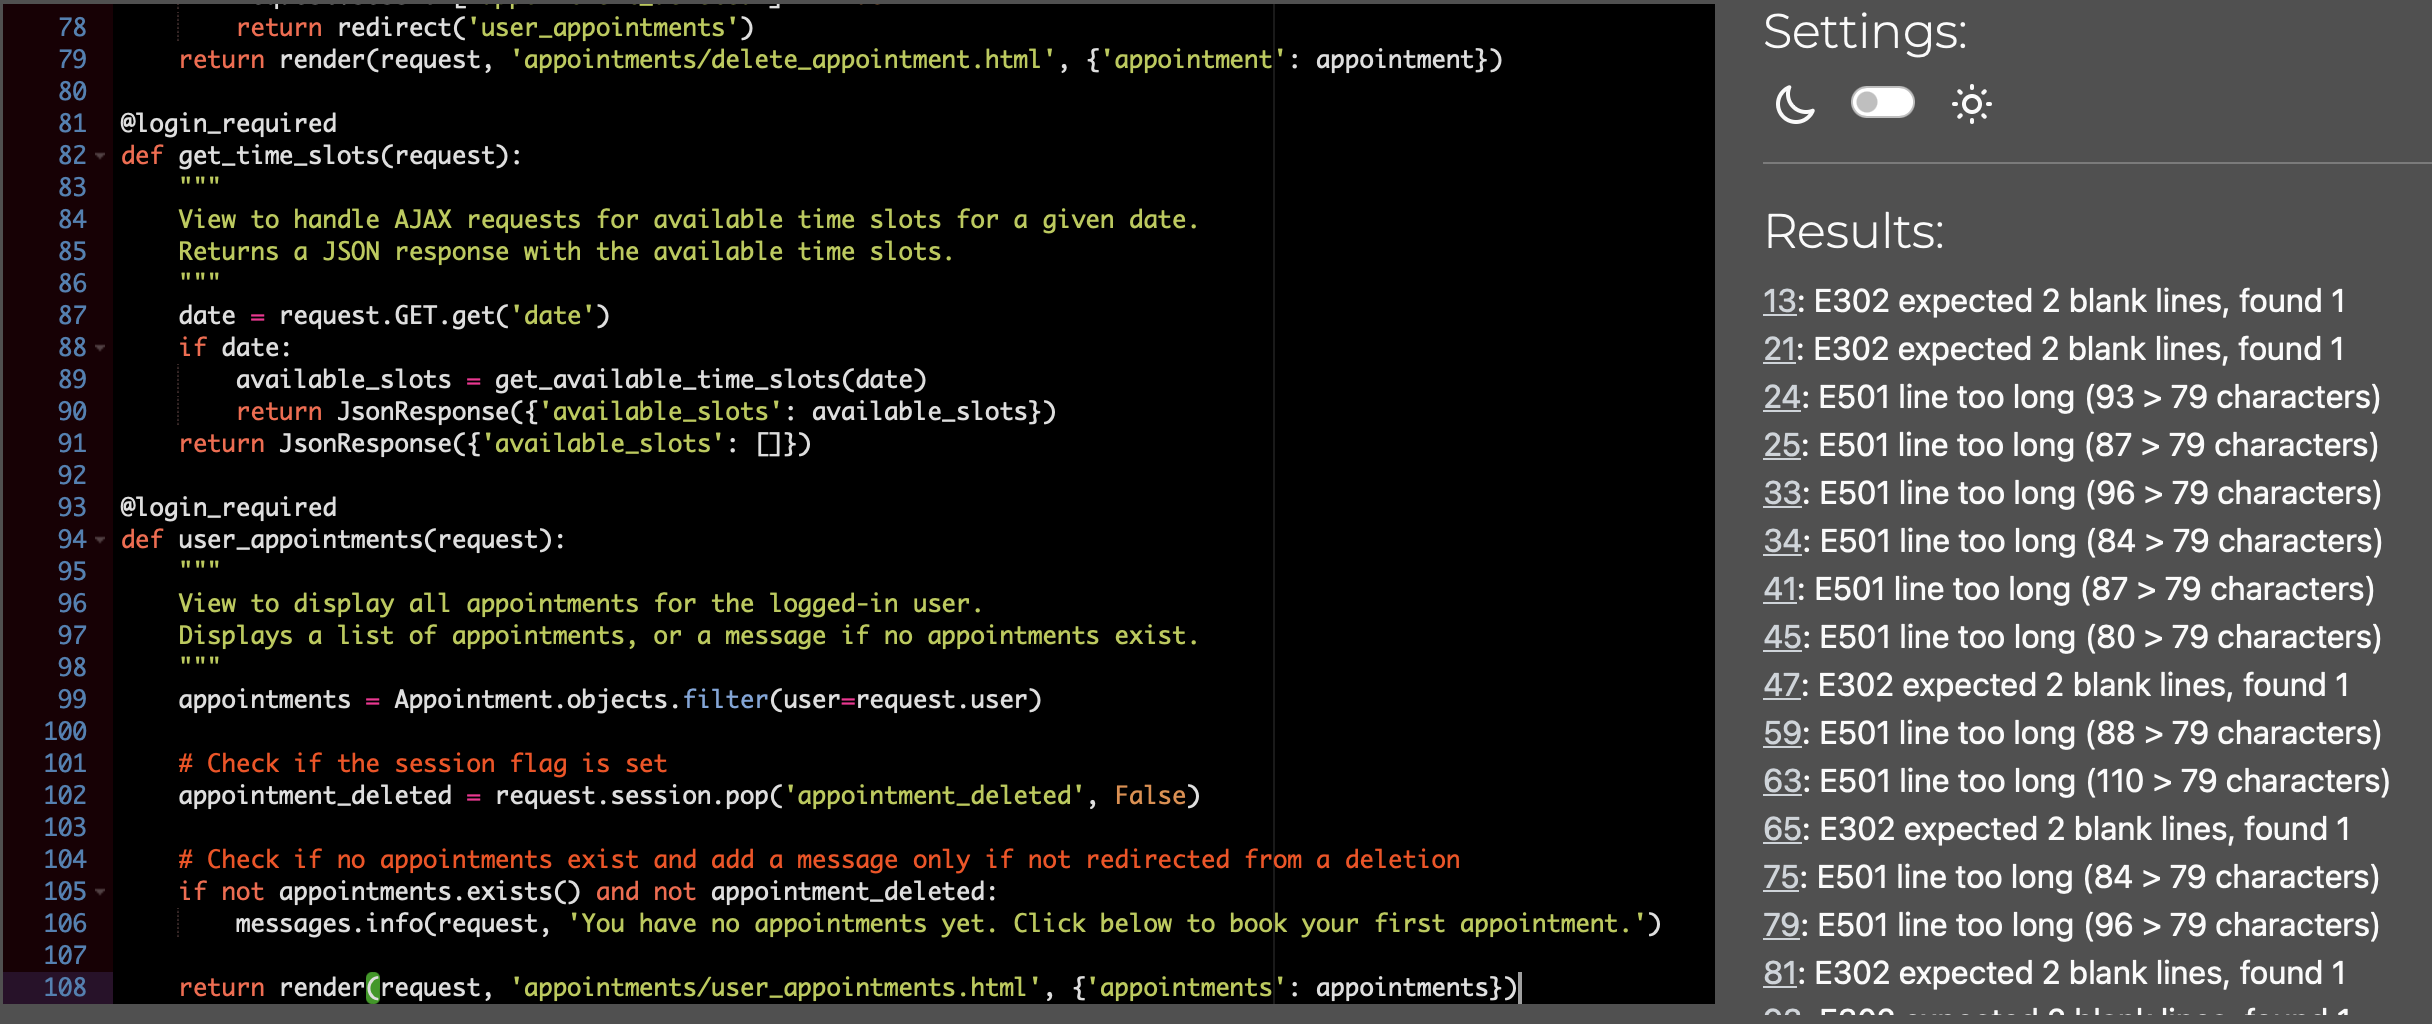 78 return redirect('user_appointments')
79 return render(request, 'appointments/delete_appointment.html', {'appointment': appointment})
80
81 @login_required
82 def get_time_slots(request):
83 """
84 View to handle AJAX requests for available time slots for a given date.
85 Returns a JSON response with the available time slots.
86 """
87 date = request.GET.get('date')
88 if date:
89 available_slots = get_available_time_slots(date)
90 return JsonResponse({'available_slots': available_slots})
91 return JsonResponse({'available_slots': []})
92
93 @login_required
94 def user_appointments(request):
95 """
96 View to display all appointments for the logged-in user.
97 Displays a list of appointments, or a message if no appointments exist.
98 """
99 appointments = Appointment.objects.filter(user=request.user)
100
101 # Check if the session flag is set
102 appointment_deleted = request.session.pop('appointment_deleted', False)
103
104 # Check if no appointments exist and add a message only if not redirected from a deletion
105 if not appointments.exists() and not appointment_deleted:
106 messages.info(request, 'You have no appointments yet. Click below to book your first appointment.')
107
108 return render(request, 'appointments/user_appointments.html', {'appointments': appointments})
Settings:
Results:
13: E302 expected 2 blank lines, found 1
21: E302 expected 2 blank lines, found 1
24: E501 line too long (93 > 79 characters)
25: E501 line too long (87 > 79 characters)
33: E501 line too long (96 > 79 characters)
34: E501 line too long (84 > 79 characters)
41: E501 line too long (87 > 79 characters)
45: E501 line too long (80 > 79 characters)
47: E302 expected 2 blank lines, found 1
59: E501 line too long (88 > 79 characters)
63: E501 line too long (110 > 79 characters)
65: E302 expected 2 blank lines, found 1
75: E501 line too long (84 > 79 characters)
79: E501 line too long (96 > 79 characters)
81: E302 expected 2 blank lines, found 1